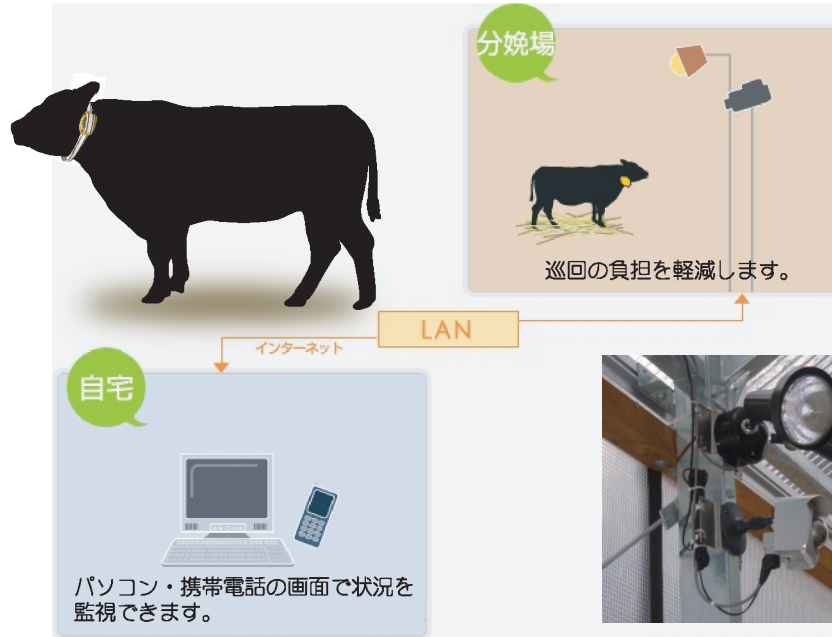 分娩場
巡回の負担を軽減します。
LAN
インターネット
自宅
パソコン・携帯電話の画面で状況を
監視できます。